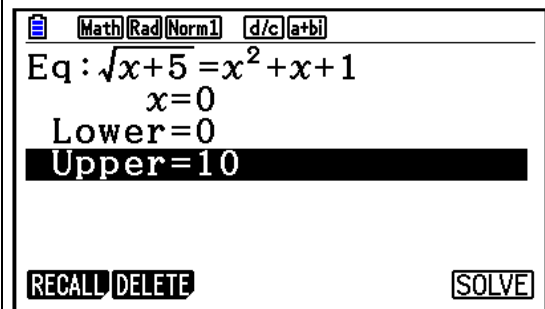 Math Rad Norm1 d/c a+bi
Eq:√x+5=x²+x+1
x=0
Lower=0
Upper=10
RECALL DELETE SOLVE